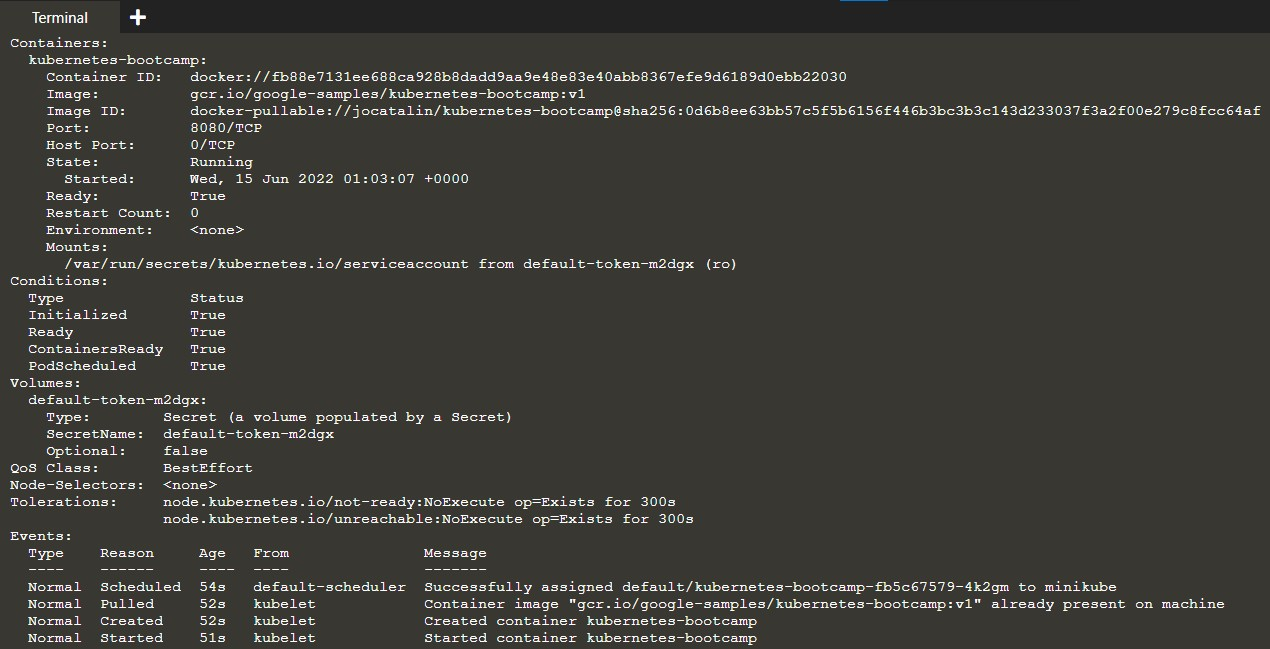 Terminal
Containers:
  kubernetes-bootcamp:
    Container ID:   docker://fb88e7131ee688ca928b8dadd9aa9e48e83e40abb8367efe9d6189d0ebb22030
    Image:          gcr.io/google-samples/kubernetes-bootcamp:v1
    Image ID:       docker-pullable://jocatalin/kubernetes-bootcamp@sha256:0d6b8ee63bb57c5f5b6156f446b3bc3b3c143d233037f3a2f00e279c8fcc64af
    Port:           8080/TCP
    Host Port:      0/TCP
    State:          Running
      Started:      Wed, 15 Jun 2022 01:03:07 +0000
    Ready:          True
    Restart Count:  0
    Environment:    <none>
    Mounts:
      /var/run/secrets/kubernetes.io/serviceaccount from default-token-m2dgx (ro)
Conditions:
  Type              Status
  Initialized       True
  Ready             True
  ContainersReady   True
  PodScheduled      True
Volumes:
  default-token-m2dgx:
    Type:        Secret (a volume populated by a Secret)
    SecretName:  default-token-m2dgx
    Optional:    false
QoS Class:       BestEffort
Node-Selectors:  <none>
Tolerations:     node.kubernetes.io/not-ready:NoExecute op=Exists for 300s
                 node.kubernetes.io/unreachable:NoExecute op=Exists for 300s
Events:
  Type    Reason     Age   From               Message
  ----    ------     ----  ----               -------
  Normal  Scheduled  54s   default-scheduler  Successfully assigned default/kubernetes-bootcamp-fb5c67579-4k2gm to minikube
  Normal  Pulled     52s   kubelet            Container image "gcr.io/google-samples/kubernetes-bootcamp:v1" already present on machine
  Normal  Created    52s   kubelet            Created container kubernetes-bootcamp
  Normal  Started    51s   kubelet            Started container kubernetes-bootcamp